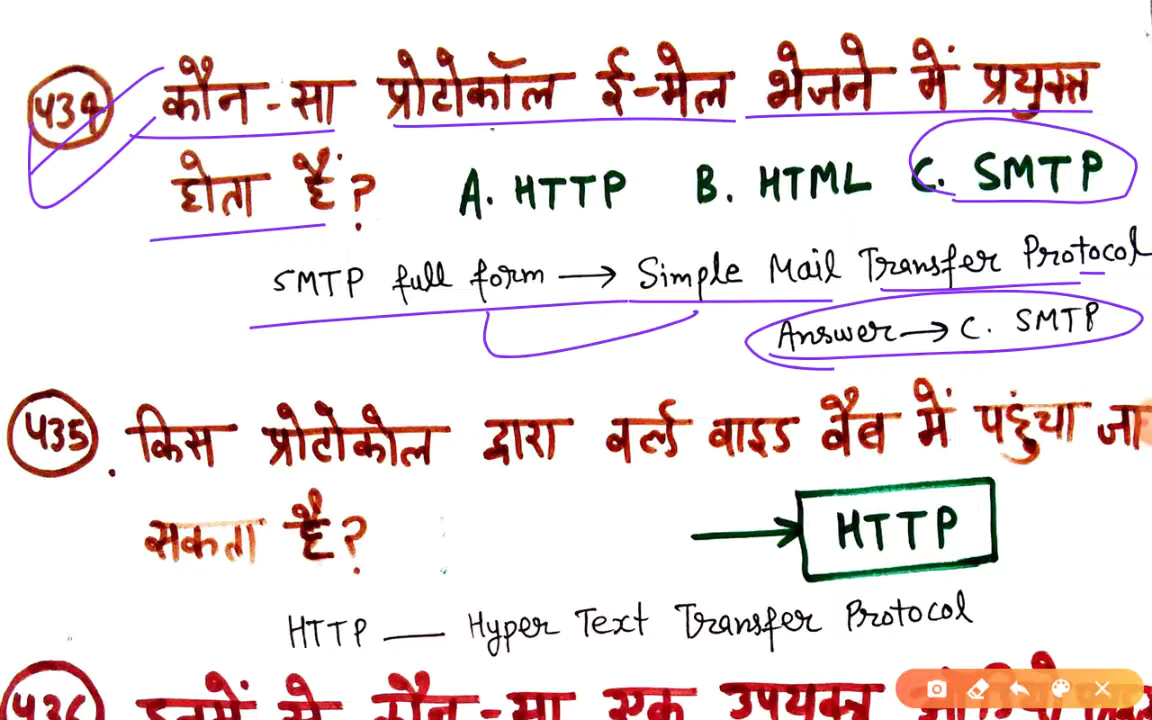 434 कौन-सा प्रोटोकॉल ई-मेल भेजने में प्रयुक्त
होता है? A. HTTP B. HTML C. SMTP
SMTP full form → Simple Mail Transfer Protocol
Answer → C. SMTP
435. किस प्रोटोकोल द्वारा वर्ल्ड वाइड वैब में पहुंचा जा
सकता है? → HTTP
HTTP — Hyper Text Transfer Protocol
436 इनमें से कौन-सा एक उपयुक्त